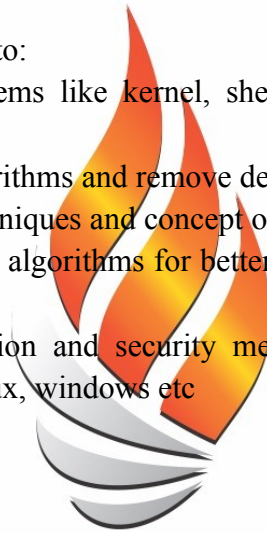 to:
ems like kernel, she
rithms and remove de
niques and concept o
algorithms for better
ion and security me
ux, windows etc